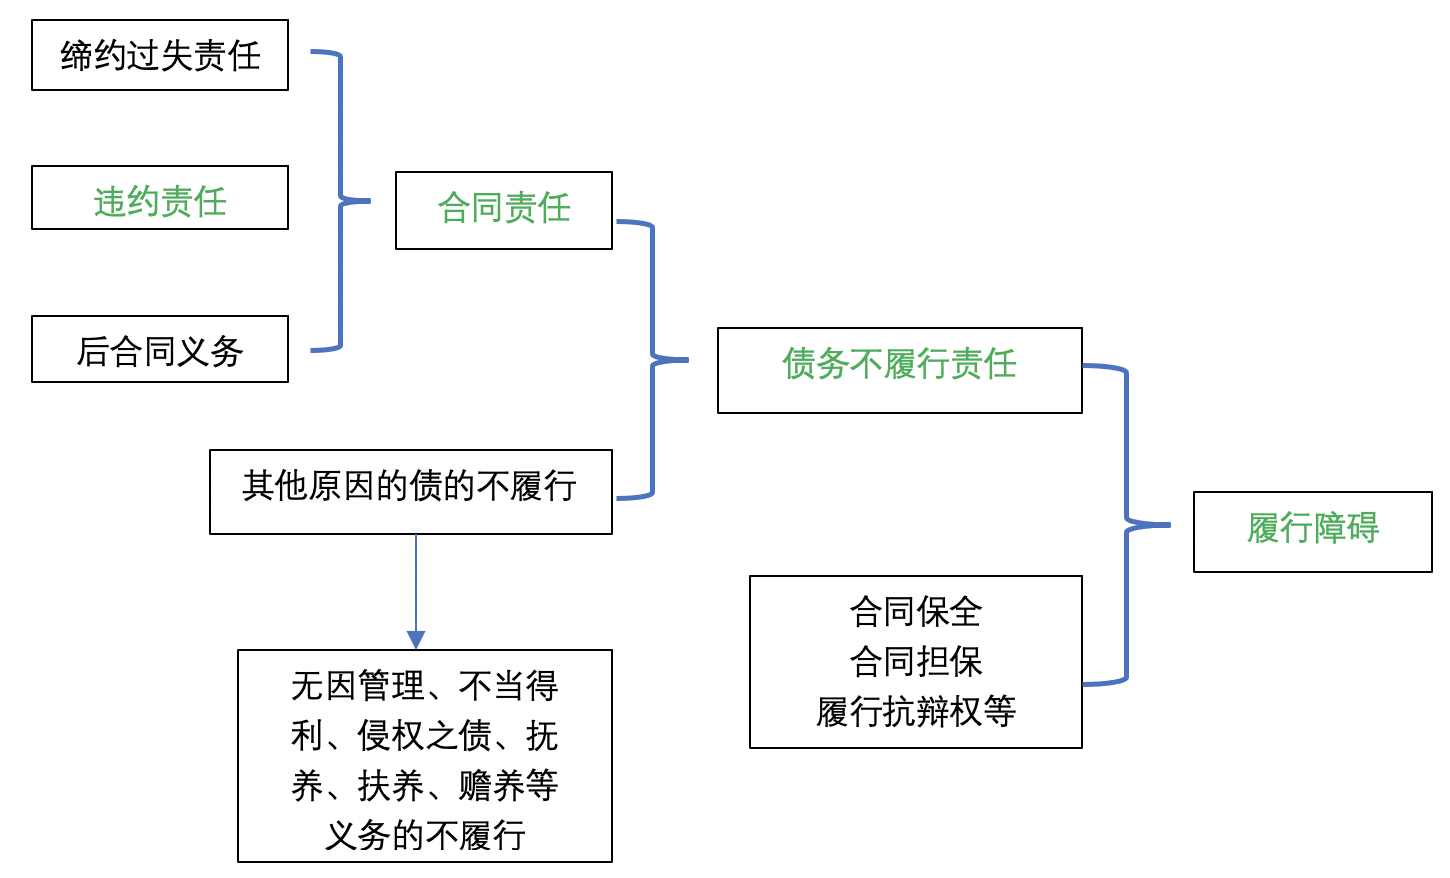 缔约过失责任
违约责任
合同责任
后合同义务
债务不履行责任
其他原因的债的不履行
履行障碍
合同保全
合同担保
履行抗辩权等
无因管理、不当得
利、侵权之债、抚
养、扶养、赡养等
义务的不履行